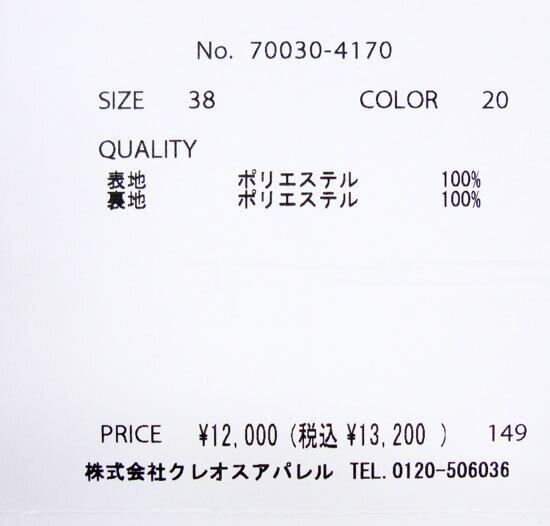 No. 70030-4170
SIZE 38 COLOR 20
QUALITY
表地 ポリエステル 100%
裏地 ポリエステル 100%
PRICE ¥12,000 (税込 ¥13,200 ) 149
株式会社クレオスアパレル TEL. 0120-506036